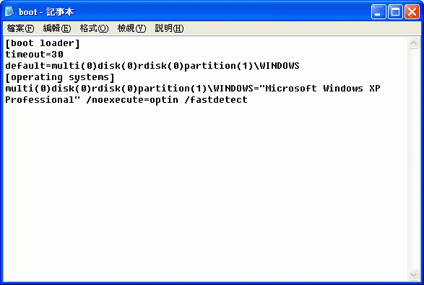 boot - 記事本
檔案(F) 編輯(E) 格式(O) 檢視(V) 說明(H)
[boot loader]
timeout=30
default=multi(0)disk(0)rdisk(0)partition(1)\WINDOWS
[operating systems]
multi(0)disk(0)rdisk(0)partition(1)\WINDOWS="Microsoft Windows XP
Professional" /noexecute=optin /fastdetect